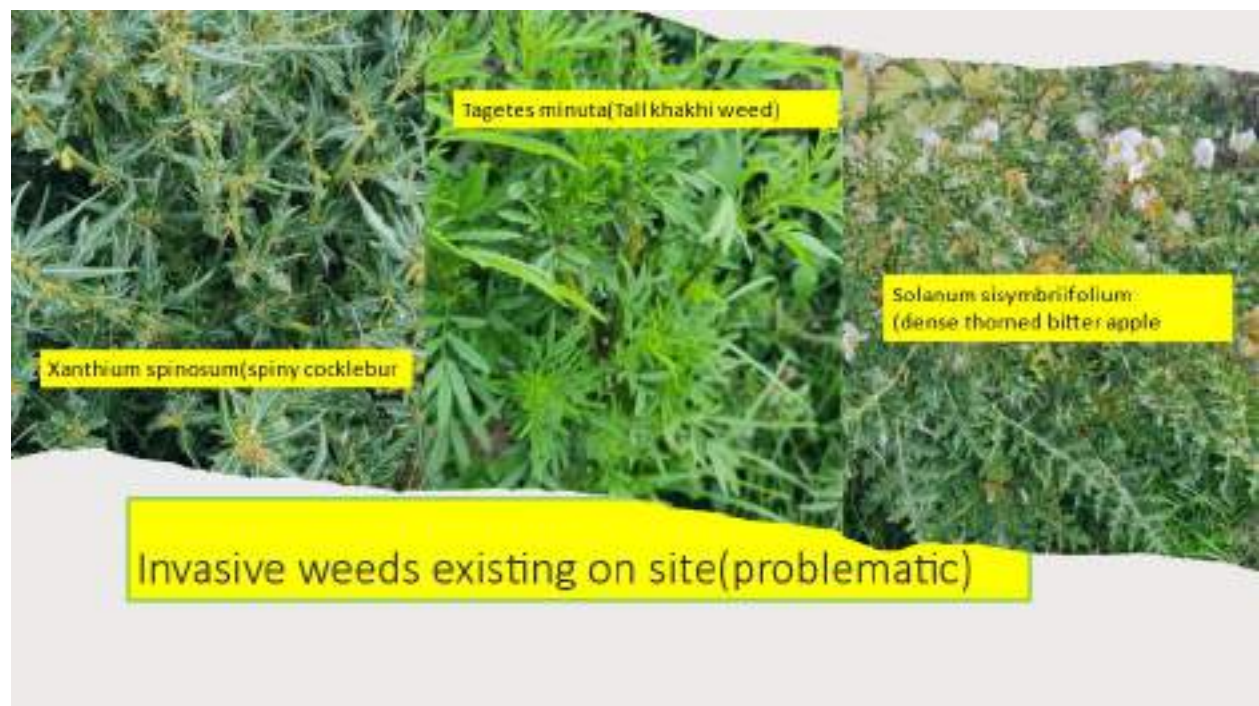 Tagetes minuta(Tall khakhi weed)
Solanum sisymbriifolium
(dense thorned bitter apple
Xanthium spinosum(spiny cocklebur
Invasive weeds existing on site(problematic)